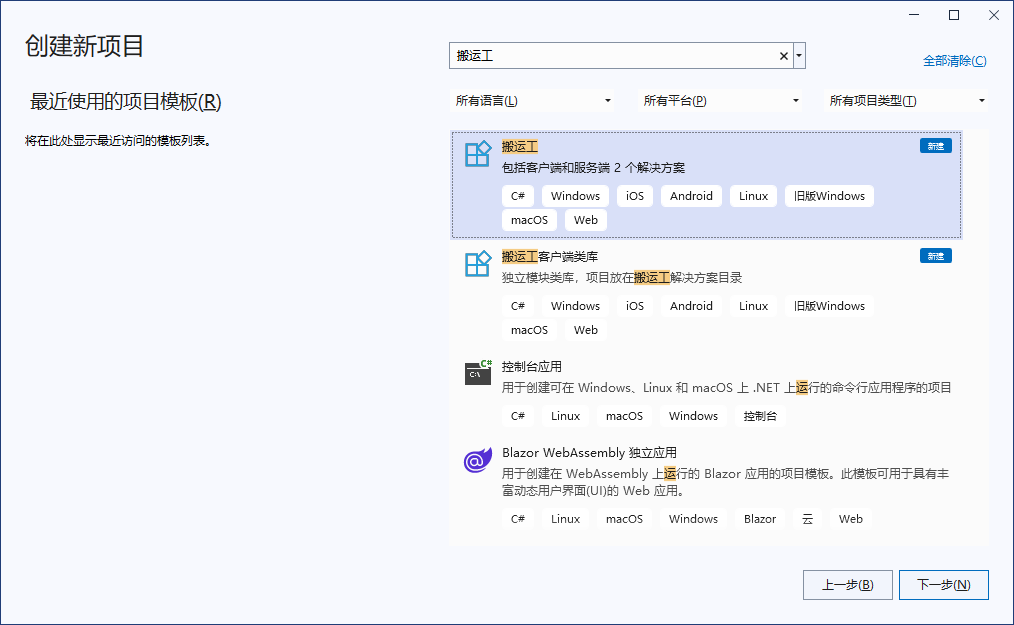 创建新项目
最近使用的项目模板(R)
将在此处显示最近访问的模板列表。
搬运工
全部清除(C)
所有语言(L) 所有平台(P) 所有项目类型(T)
搬运工 新建
包括客户端和服务端 2 个解决方案
C# Windows iOS Android Linux 旧版Windows
macOS Web
搬运工客户端类库 新建
独立模块类库，项目放在搬运工解决方案目录
C# Windows iOS Android Linux 旧版Windows
macOS Web
C:\ C# 控制台应用
用于创建可在 Windows、Linux 和 macOS 上 .NET 上运行的命令行应用程序的项目
C# Linux macOS Windows 控制台
Blazor WebAssembly 独立应用
用于创建在 WebAssembly 上运行的 Blazor 应用的项目模板。此模板可用于具有丰
富动态用户界面(UI)的 Web 应用。
C# Linux macOS Windows Blazor 云 Web
上一步(B) 下一步(N)